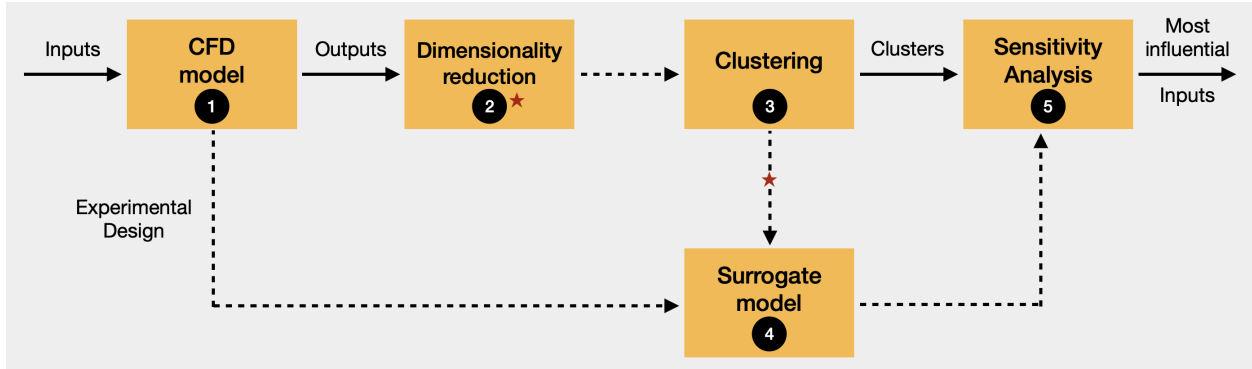 Inputs
CFD
model
1
Outputs
Dimensionality
reduction
2
Clustering
3
Clusters
Sensitivity
Analysis
5
Most
influential
Inputs
Experimental
Design
Surrogate
model
4